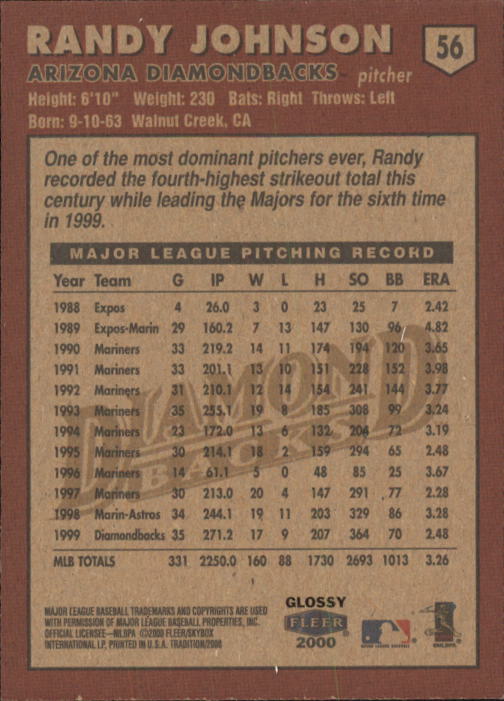 RANDY JOHNSON
56
ARIZONA DIAMONDBACKS pitcher
Height: 6'10" Weight: 230 Bats: Right Throws: Left
Born: 9-10-63 Walnut Creek, CA
One of the most dominant pitchers ever, Randy
recorded the fourth-highest strikeout total this
century while leading the Majors for the sixth time
in 1999.
MAJOR LEAGUE PITCHING RECORD
Year Team G IP W L H SO BB ERA
1988 Expos 4 26.0 3 0 23 25 7 2.42
1989 Expos-Marin 29 160.2 7 13 147 130 96 4.82
1990 Mariners 33 219.2 14 11 174 194 120 3.65
1991 Mariners 33 201.1 13 10 151 228 152 3.98
1992 Mariners 31 210.1 12 14 154 241 144 3.77
1993 Mariners 35 255.1 19 8 185 308 99 3.24
1994 Mariners 23 172.0 13 6 132 204 72 3.19
1995 Mariners 30 214.1 18 2 159 294 65 2.48
1996 Mariners 14 61.1 5 0 48 85 25 3.67
1997 Mariners 30 213.0 20 4 147 291 77 2.28
1998 Marin-Astros 34 244.1 19 11 203 329 86 3.28
1999 Diamondbacks 35 271.2 17 9 207 364 70 2.48
MLB TOTALS 331 2250.0 160 88 1730 2693 1013 3.26
DIAMOND
BACKS
MAJOR LEAGUE BASEBALL TRADEMARKS AND COPYRIGHTS ARE USED
WITH PERMISSION OF MAJOR LEAGUE BASEBALL PROPERTIES, INC.
OFFICIAL LICENSEE—MLBPA ©2000 FLEER/SKYBOX
INTERNATIONAL LP, PRINTED IN U.S.A. TRADITION/2000
GLOSSY
FLEER
2000